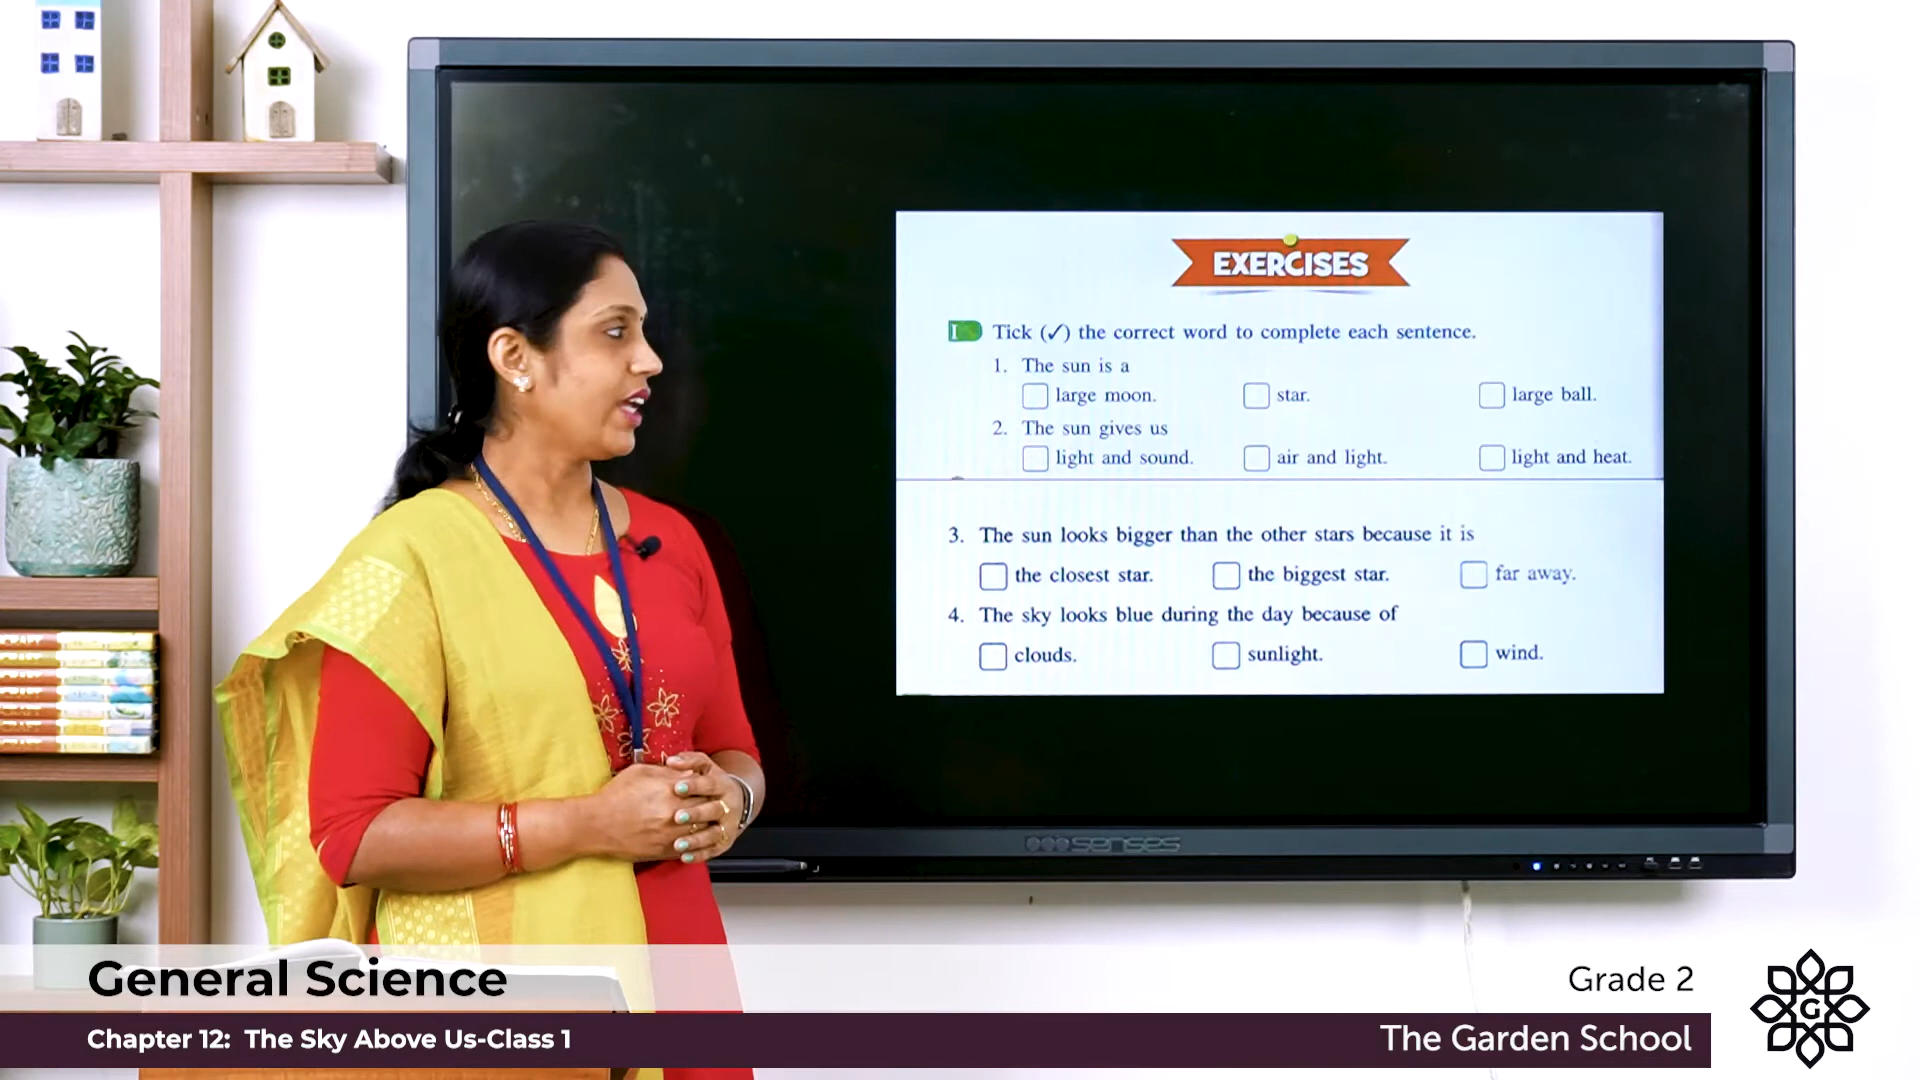 EXERCISES
I Tick (✓) the correct word to complete each sentence.
1. The sun is a
large moon. star. large ball.
2. The sun gives us
light and sound. air and light. light and heat.
3. The sun looks bigger than the other stars because it is
the closest star. the biggest star. far away.
4. The sky looks blue during the day because of
clouds. sunlight. wind.
senses
General Science
Grade 2
Chapter 12: The Sky Above Us-Class 1
The Garden School
G